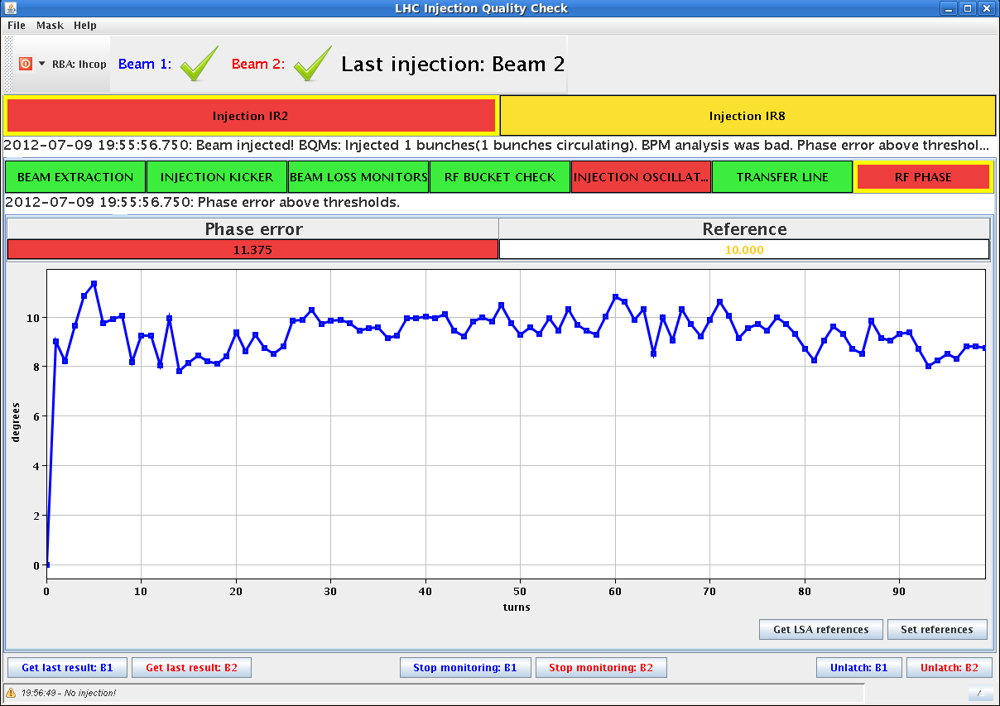 LHC Injection Quality Check
File Mask Help
RBA: lhcop Beam 1: Beam 2: Last injection: Beam 2
Injection IR2 Injection IR8
2012-07-09 19:55:56.750: Beam injected! BQMs: Injected 1 bunches(1 bunches circulating). BPM analysis was bad. Phase error above threshol...
BEAM EXTRACTION INJECTION KICKER BEAM LOSS MONITORS RF BUCKET CHECK INJECTION OSCILLAT... TRANSFER LINE RF PHASE
2012-07-09 19:55:56.750: Phase error above thresholds.
Phase error Reference
11.375 10.000
10
8
6
4
2
0
degrees
0 10 20 30 40 50 60 70 80 90
turns
Get LSA references Set references
Get last result: B1 Get last result: B2 Stop monitoring: B1 Stop monitoring: B2 Unlatch: B1 Unlatch: B2
19:56:49 - No injection!